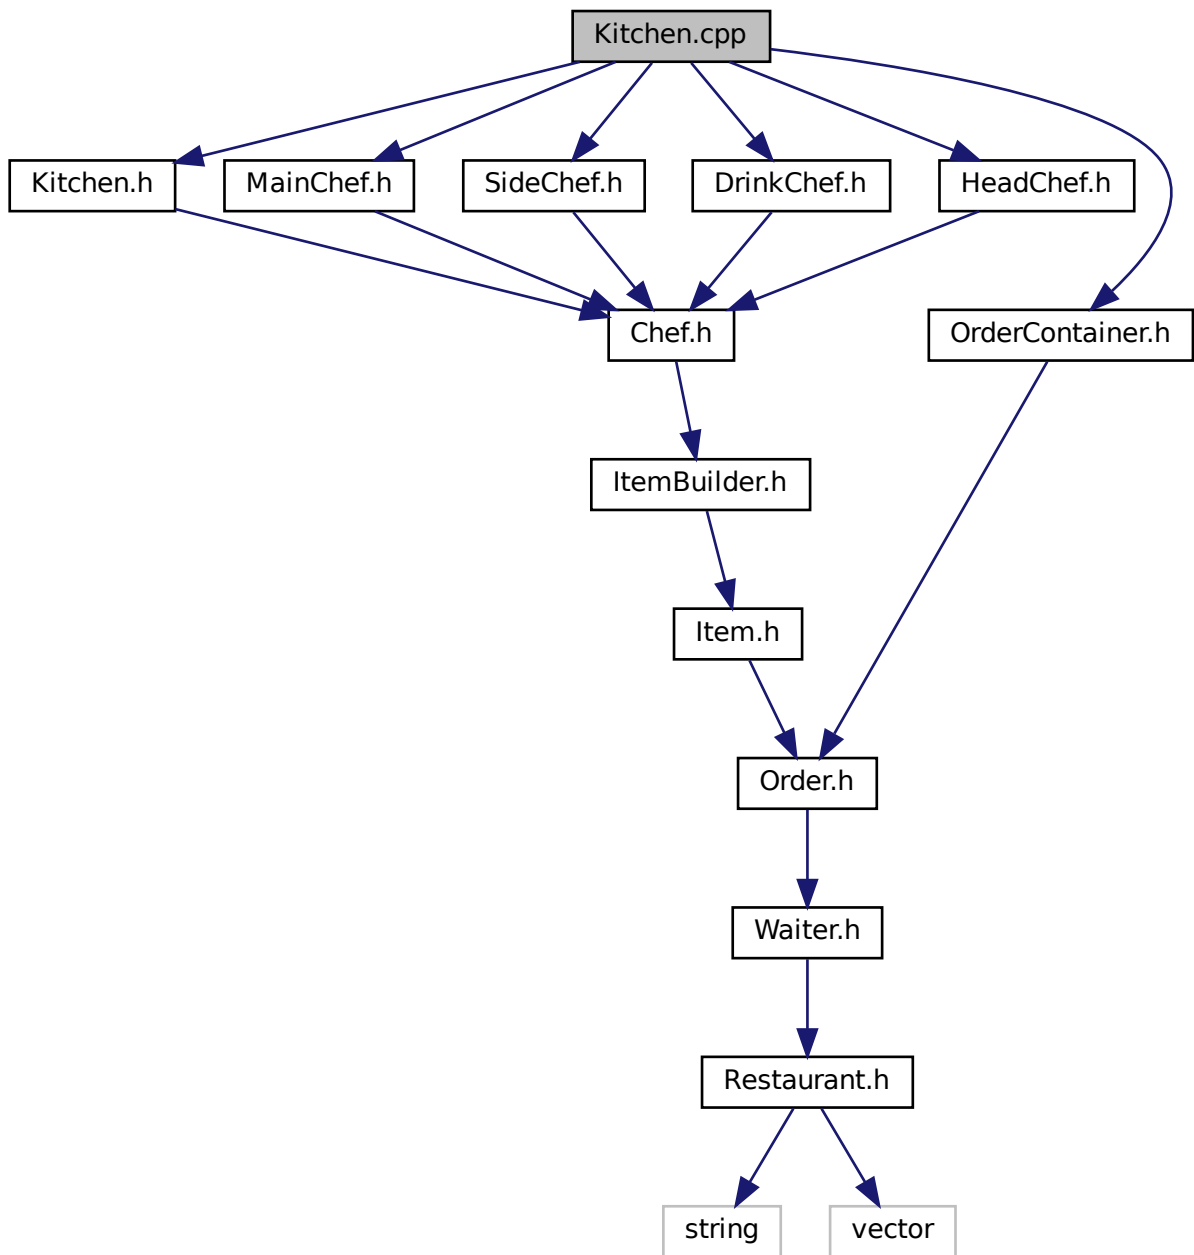 Kitchen.cpp
Kitchen.h
MainChef.h
SideChef.h
DrinkChef.h
HeadChef.h
Chef.h
OrderContainer.h
ItemBuilder.h
Item.h
Order.h
Waiter.h
Restaurant.h
string
vector